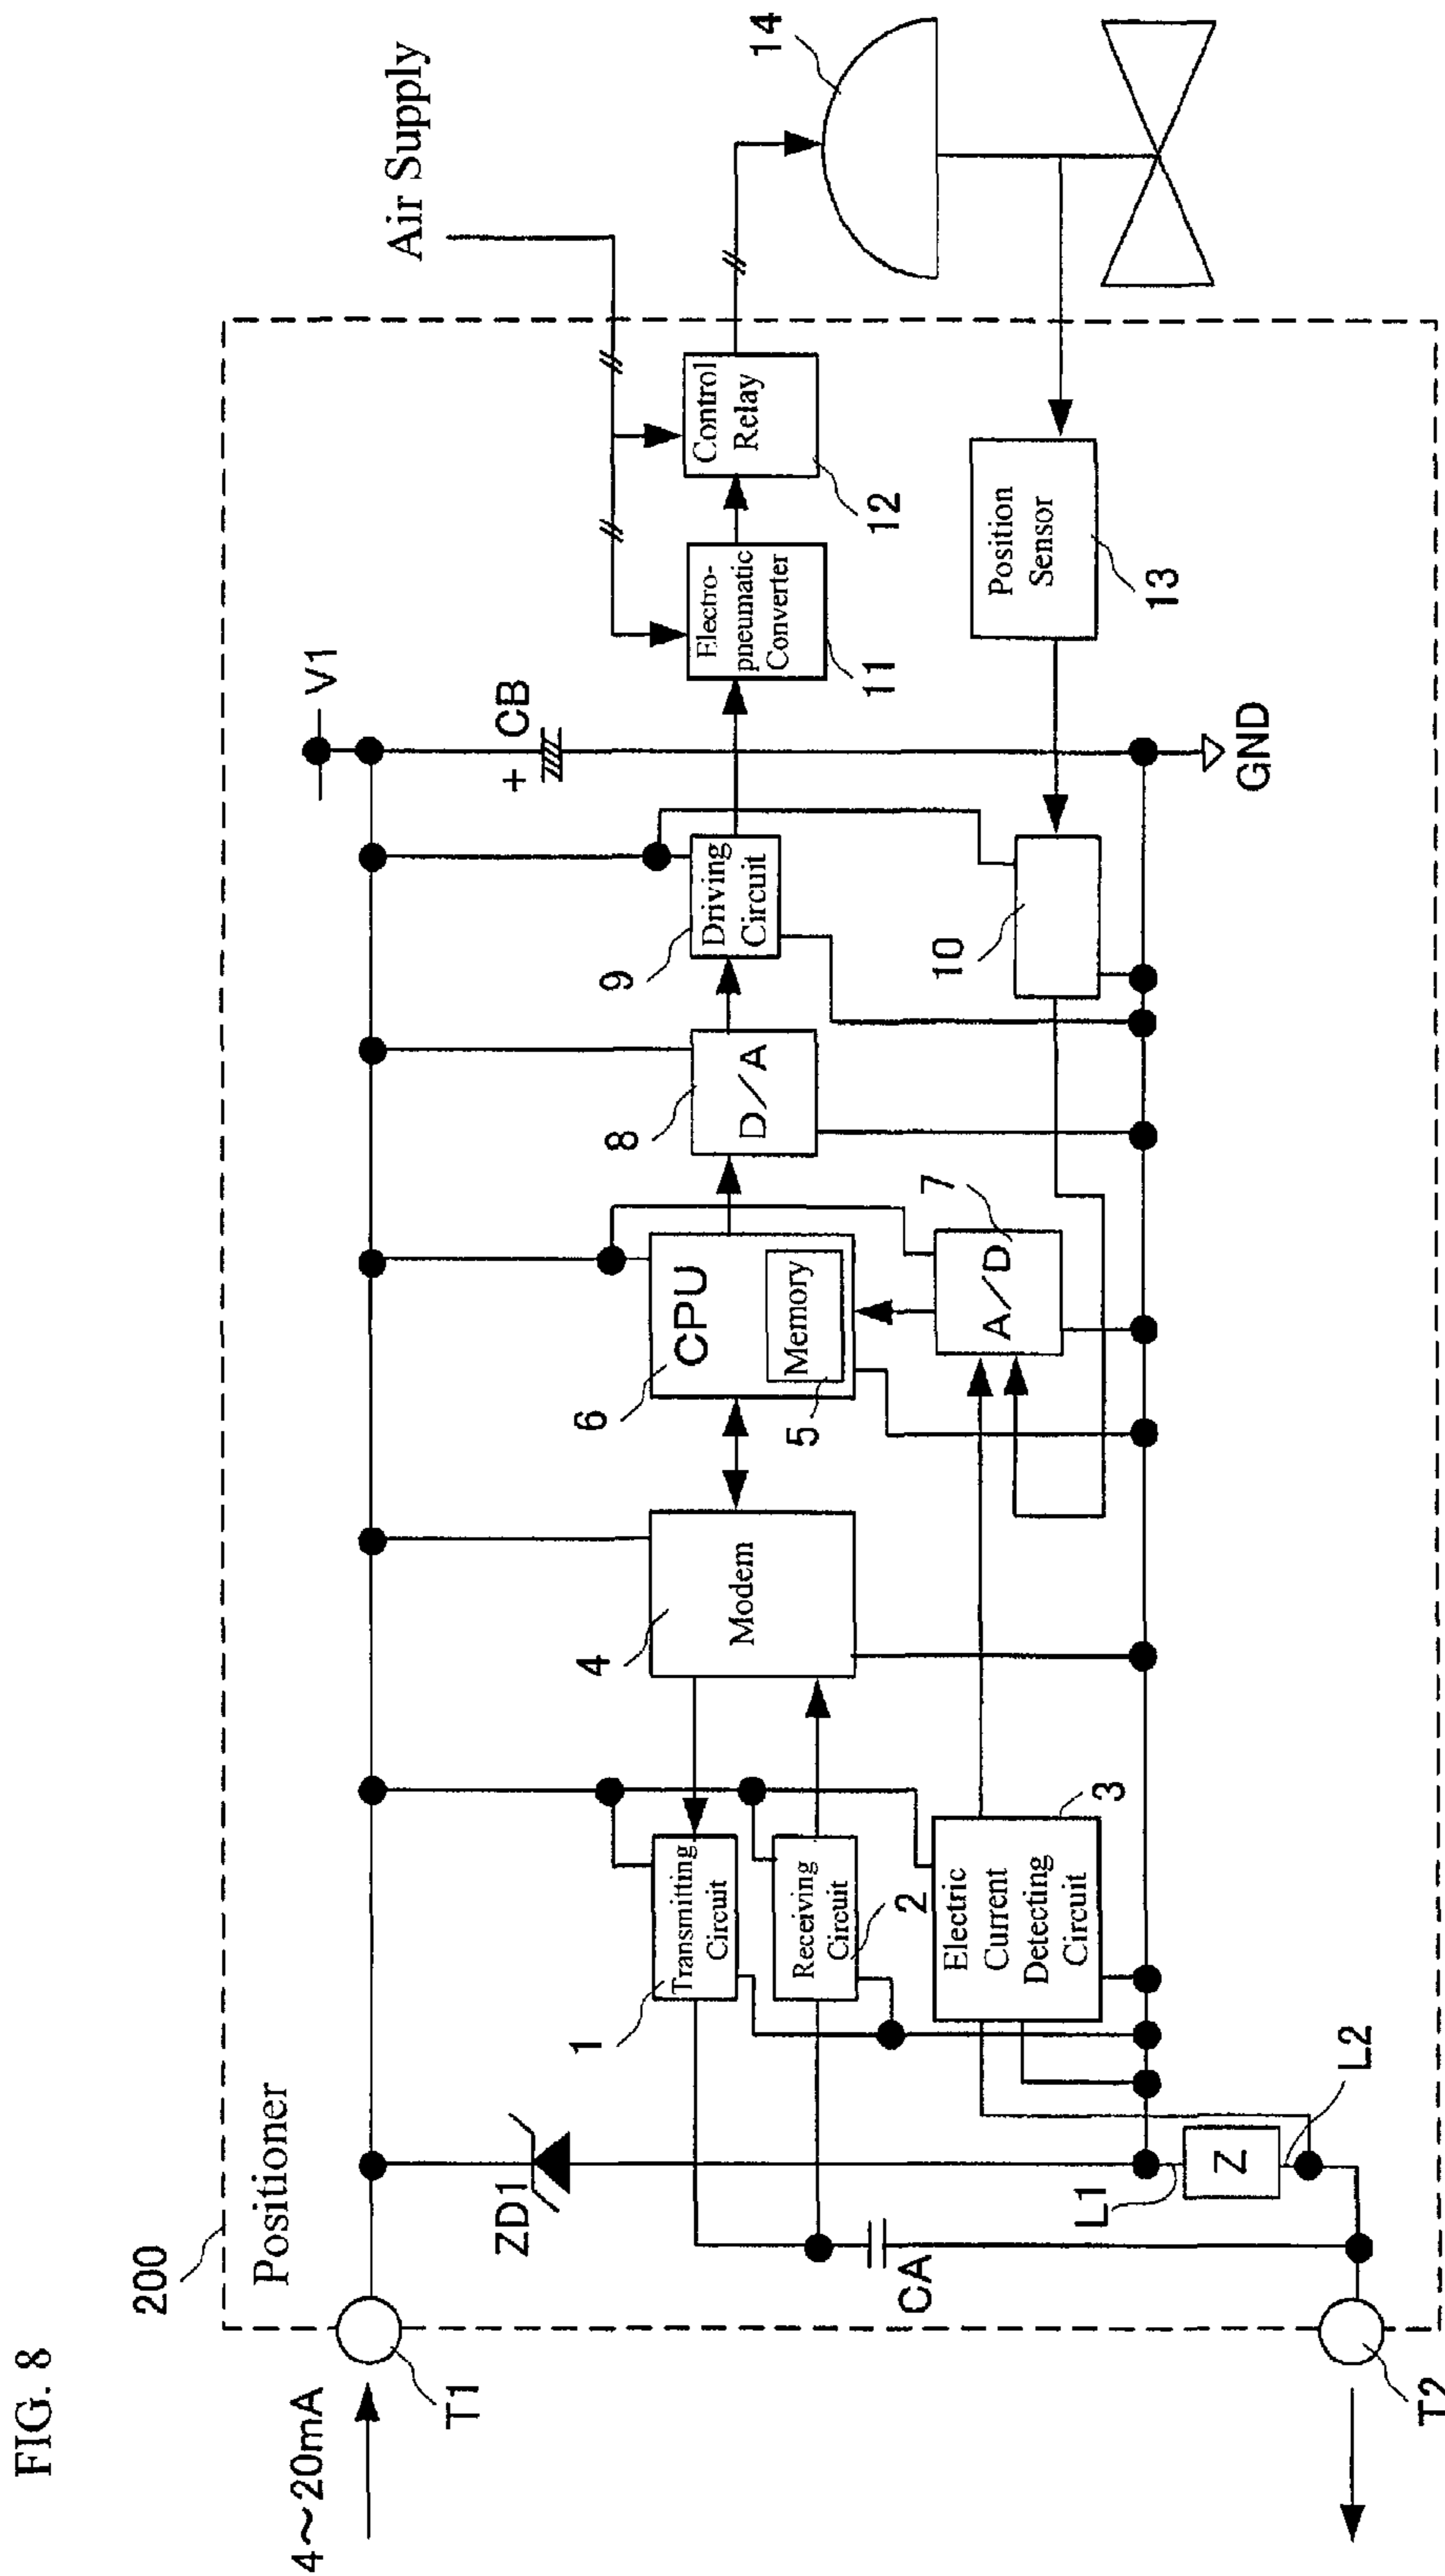 FIG. 8
4~20mA
T1
200
Positioner
ZD1
CA
L1
Z
L2
T2
1
Transmitting
Circuit
Receiving
Circuit
2
Electric
Current
Detecting
Circuit
3
4
Modem
6
CPU
Memory
5
7
A/D
8
D/A
9
Driving
Circuit
10
V1
+ CB
GND
Electro-
pneumatic
Converter
11
Control
Relay
12
Position
Sensor
13
Air Supply
14